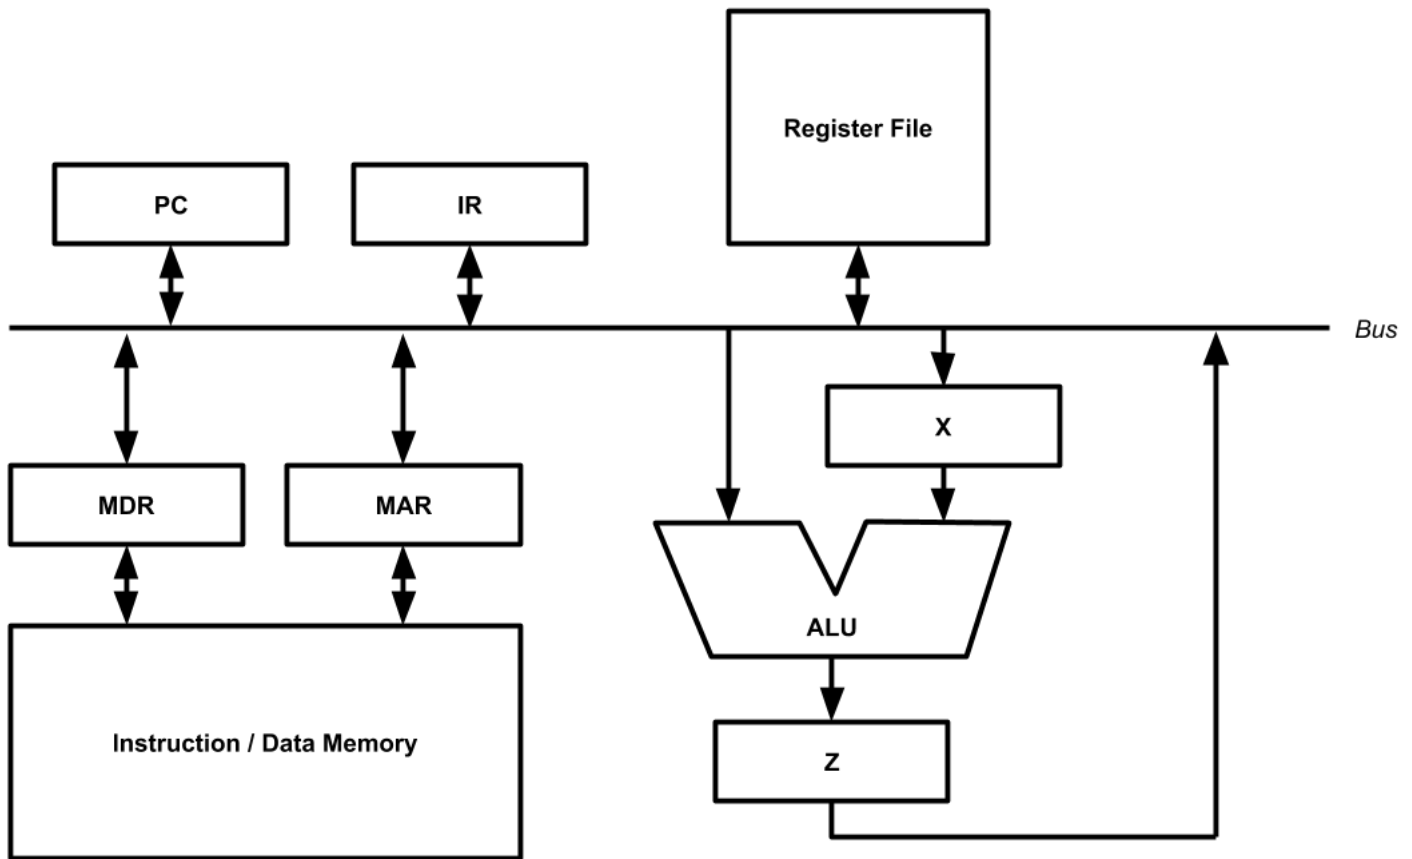 Register File
PC
IR
Bus
X
MDR
MAR
ALU
Instruction / Data Memory
Z